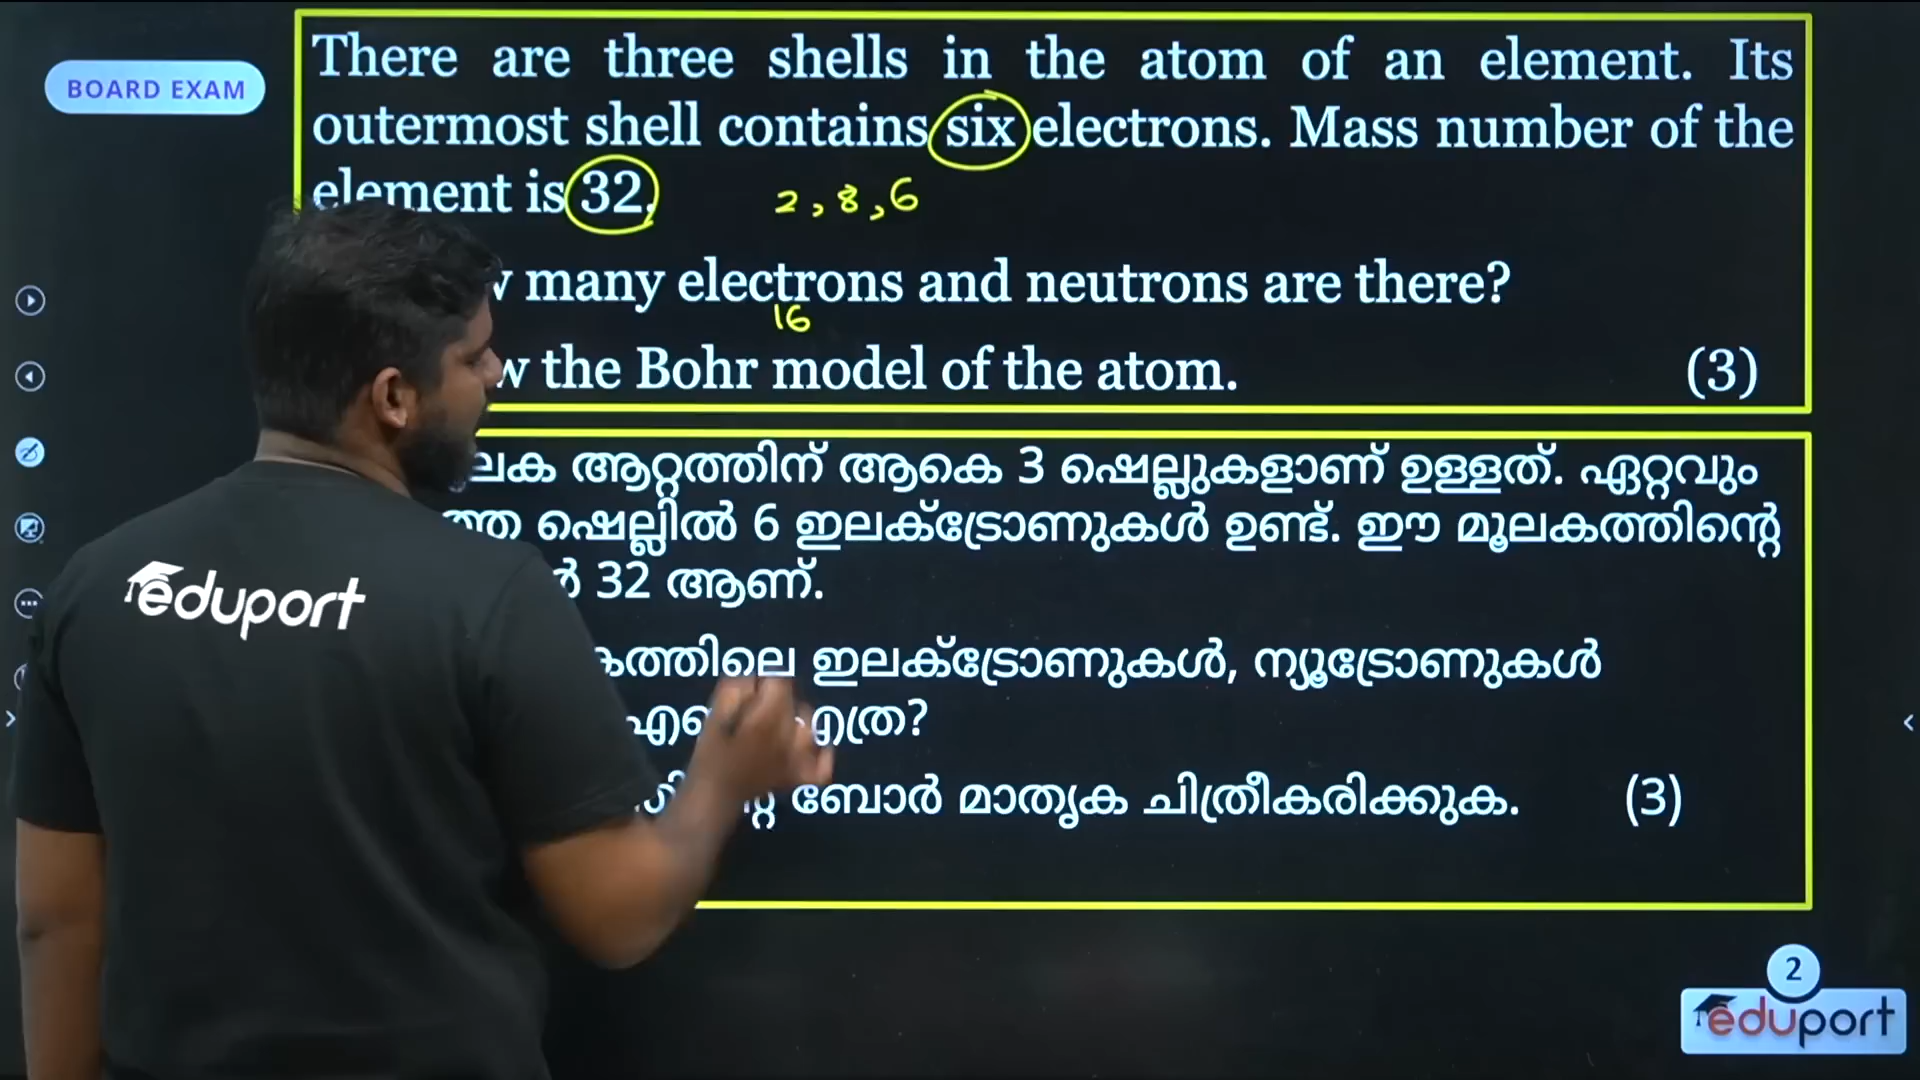 BOARD EXAM
There are three shells in the atom of an element. Its
outermost shell contains six electrons. Mass number of the
element is 32.
2, 8, 6
many electrons and neutrons are there?
16
the Bohr model of the atom. (3)
ആറ്റത്തിന് ആകെ 3 ഷെല്ലുകളാണ് ഉള്ളത്. ഏറ്റവും
ഷെല്ലിൽ 6 ഇലക്ട്രോണുകൾ ഉണ്ട്. ഈ മൂലകത്തിന്റെ
32 ആണ്.
ഇലക്ട്രോണുകൾ, ന്യൂട്രോണുകൾ
എത്ര?
ബോർ മാതൃക ചിത്രീകരിക്കുക. (3)
eduport
2
eduport